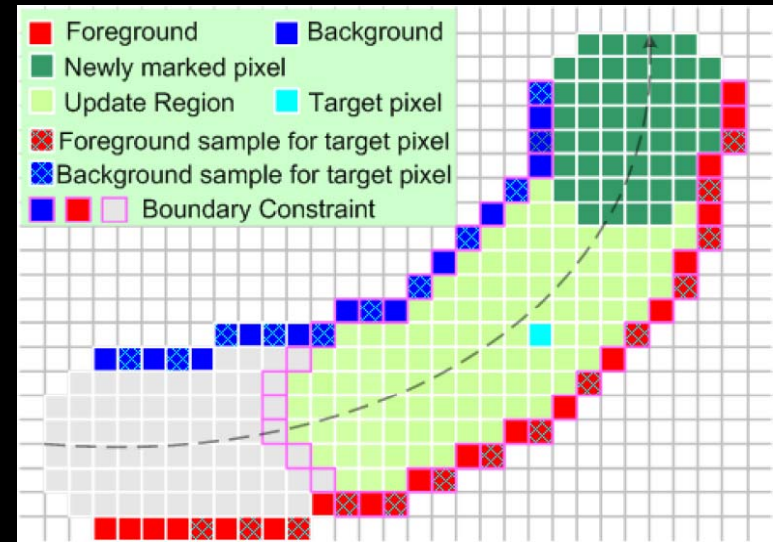 Foreground Background
Newly marked pixel
Update Region Target pixel
Foreground sample for target pixel
Background sample for target pixel
Boundary Constraint